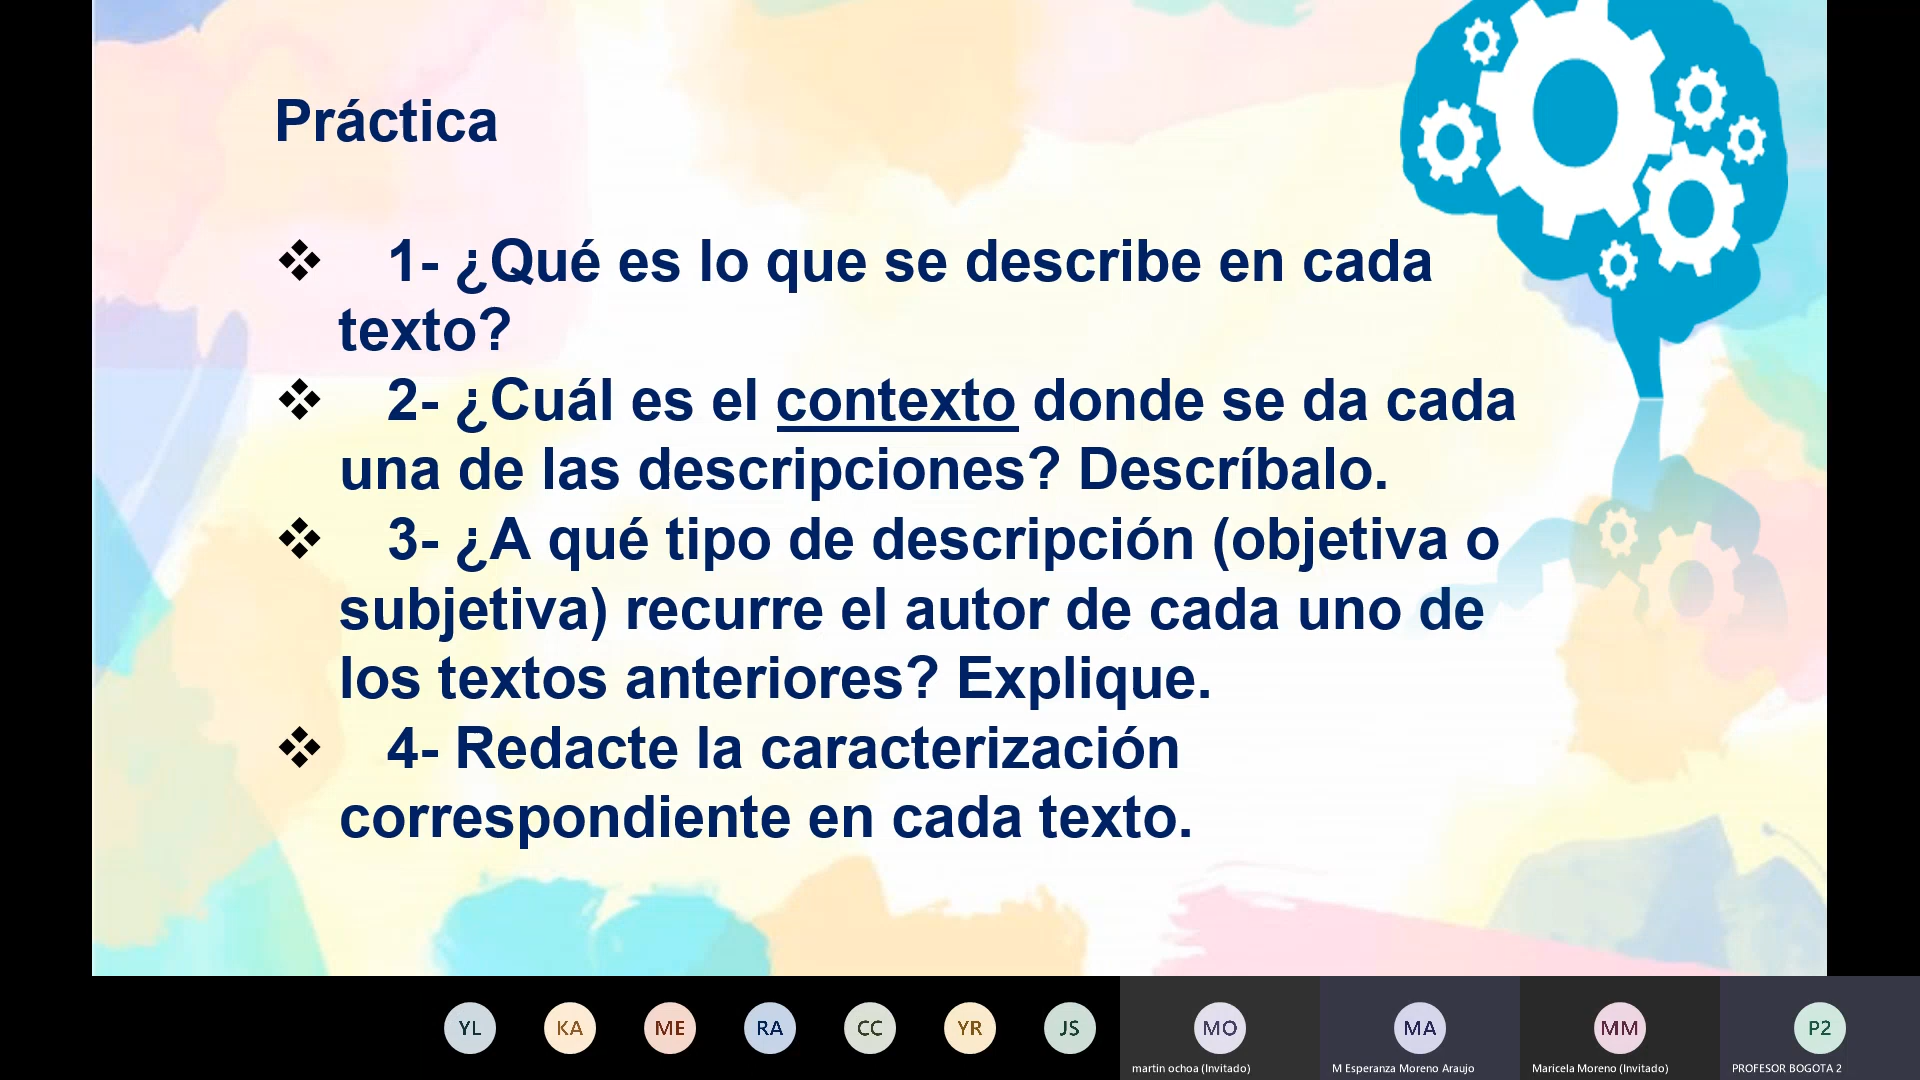 Práctica
❖ 1- ¿Qué es lo que se describe en cada
texto?
❖ 2- ¿Cuál es el contexto donde se da cada
una de las descripciones? Descríbalo.
❖ 3- ¿A qué tipo de descripción (objetiva o
subjetiva) recurre el autor de cada uno de
los textos anteriores? Explique.
❖ 4- Redacte la caracterización
correspondiente en cada texto.
YL KA ME RA CC YR JS MO MA MM P2
martin ochoa (Invitado) M Esperanza Moreno Araujo Maricela Moreno (Invitado) PROFESOR BOGOTA 2